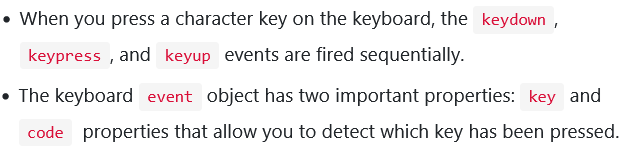 • When you press a character key on the keyboard, the keydown ,
keypress , and keyup events are fired sequentially.
• The keyboard event object has two important properties: key and
code properties that allow you to detect which key has been pressed.